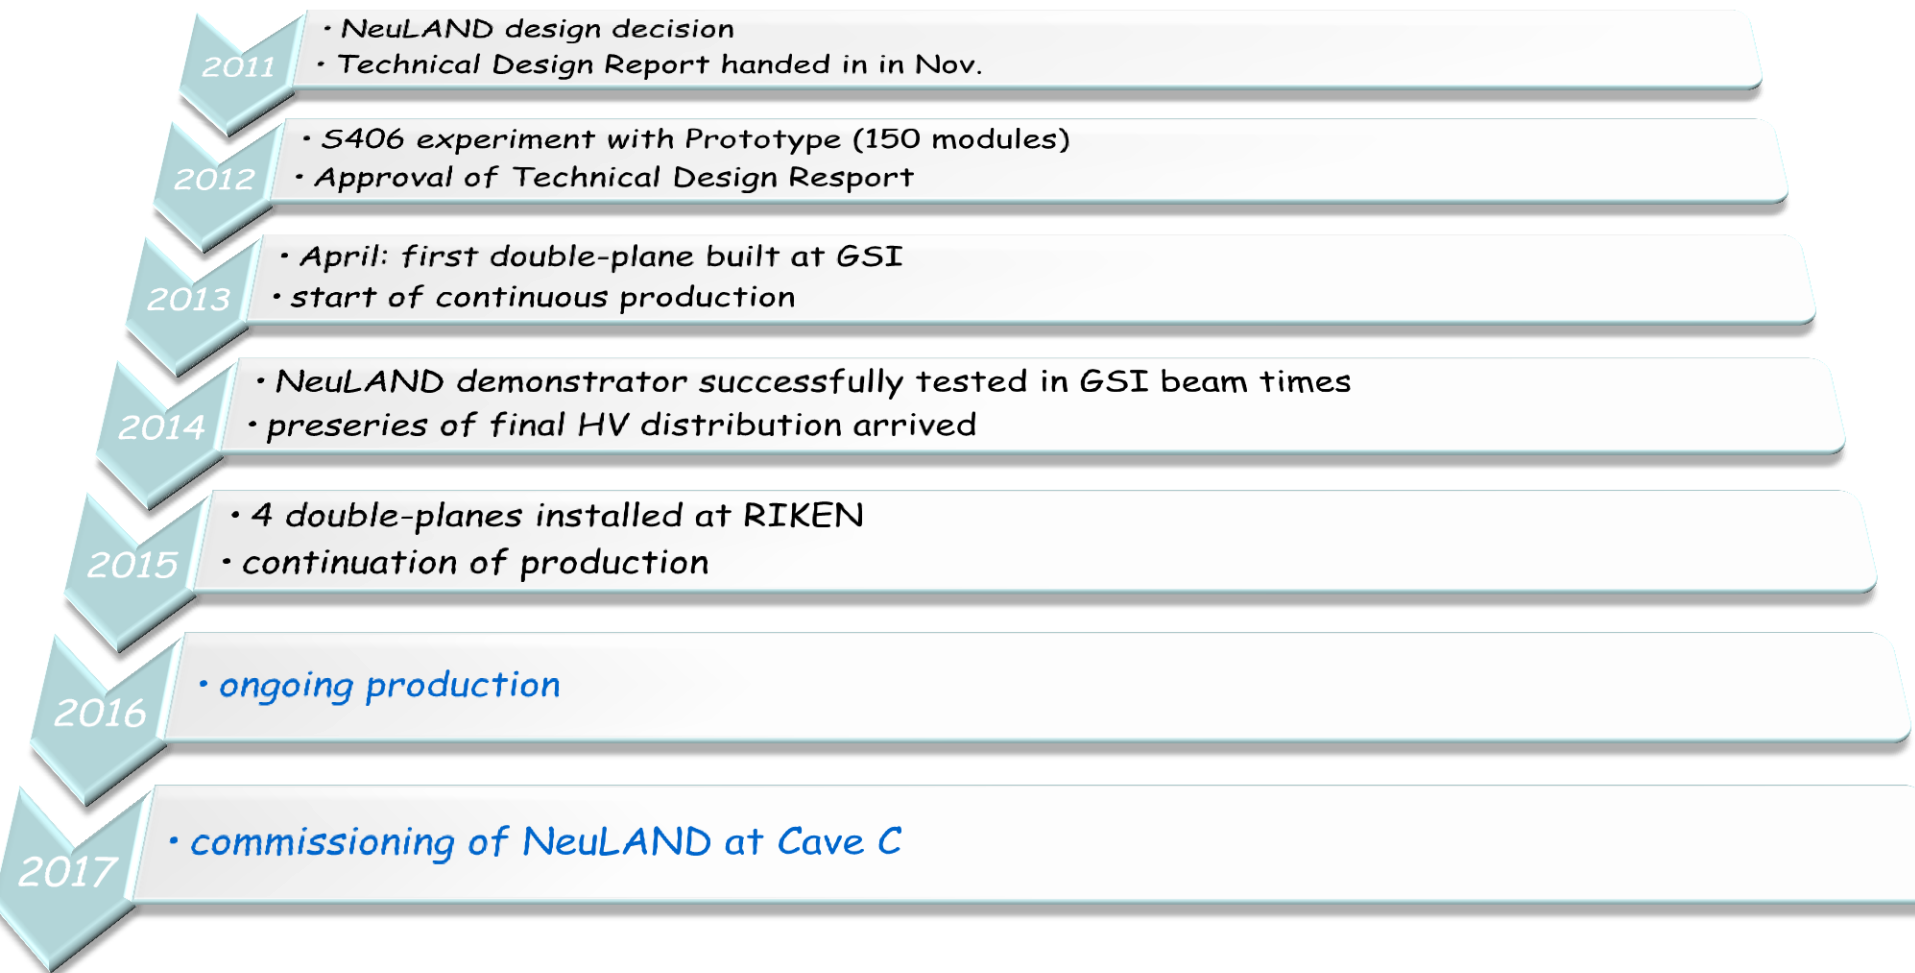 2011
• NeuLAND design decision
• Technical Design Report handed in in Nov.
2012
• S406 experiment with Prototype (150 modules)
• Approval of Technical Design Resport
2013
• April: first double-plane built at GSI
• start of continuous production
2014
• NeuLAND demonstrator successfully tested in GSI beam times
• preseries of final HV distribution arrived
2015
• 4 double-planes installed at RIKEN
• continuation of production
2016
• ongoing production
2017
• commissioning of NeuLAND at Cave C